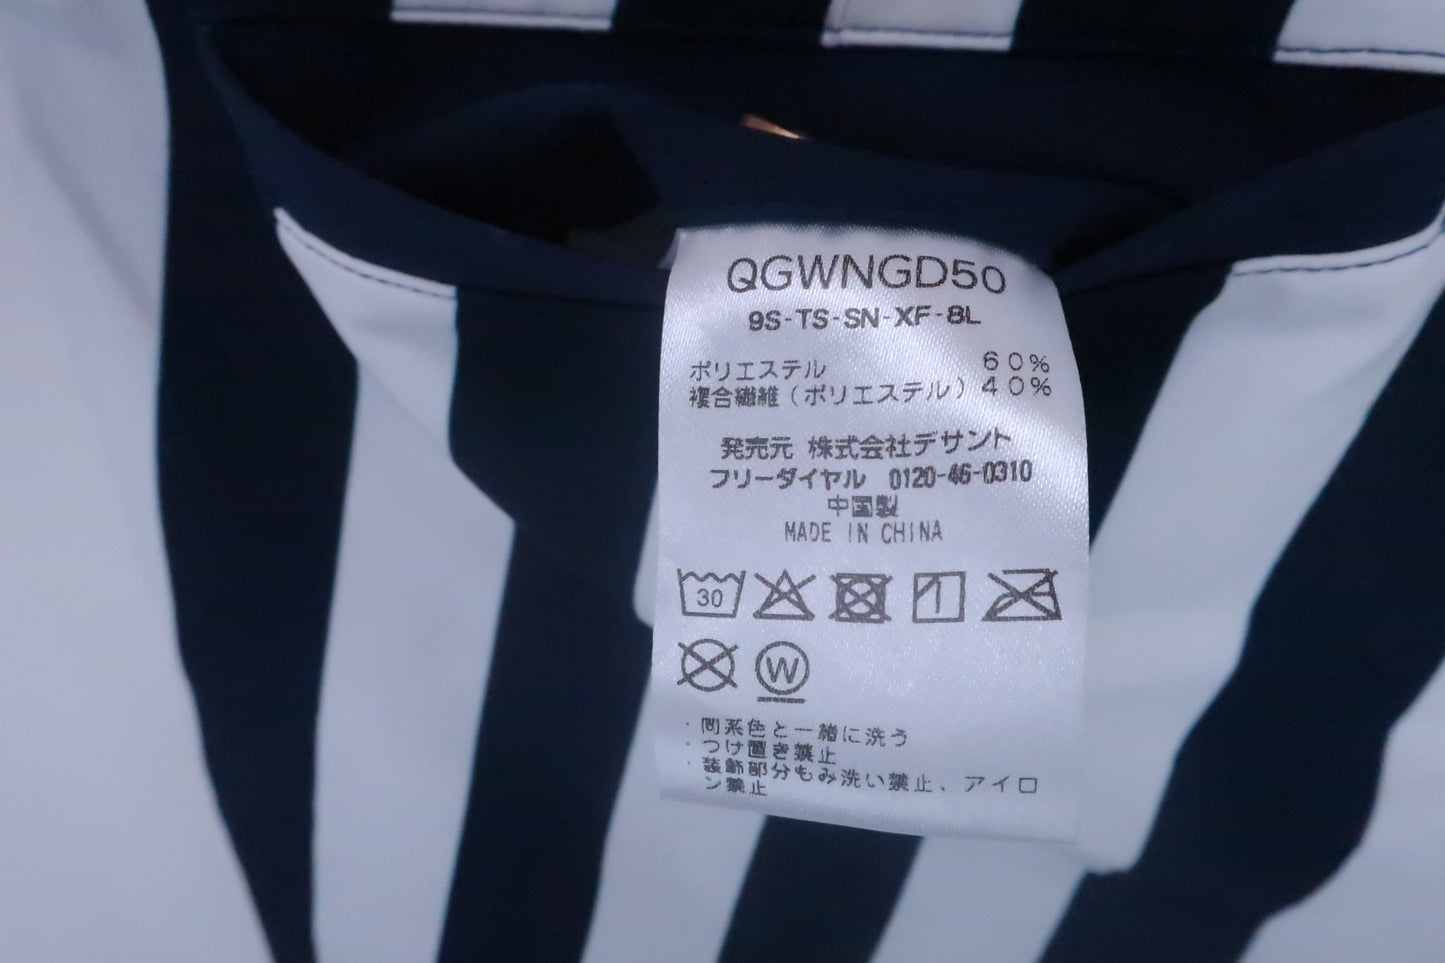 QGWNGD50
9S-TS-SN-XF-8L
ポリエステル 60%
複合繊維(ポリエステル) 40%
発売元 株式会社デサント
フリーダイヤル 0120-46-0310
中国製
MADE IN CHINA
30
W
・同系色と一緒に洗う
・つけ置き禁止
・装飾部分もみ洗い禁止、アイロ
ン禁止